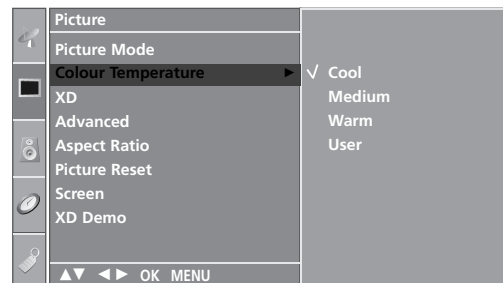 Picture
Picture Mode
Colour Temperature ► √ Cool
XD Medium
Advanced Warm
Aspect Ratio User
Picture Reset
Screen
XD Demo
▲▼ ◄► OK MENU